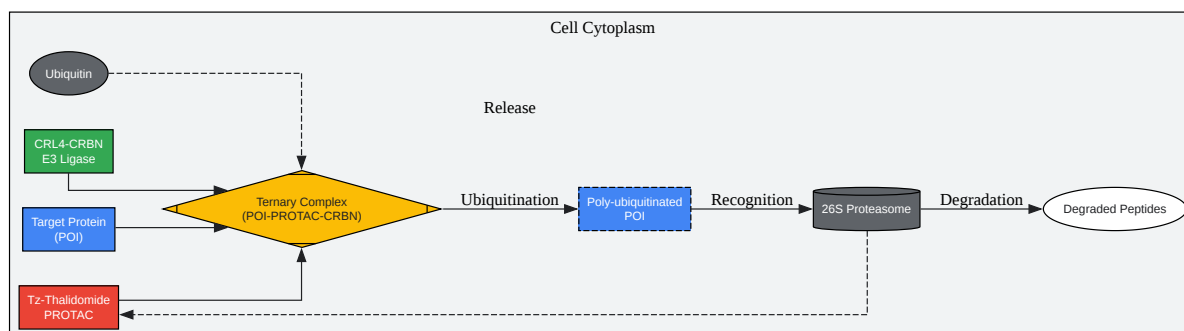 Cell Cytoplasm
Ubiquitin
Release
CRL4-CRBN
E3 Ligase
Ternary Complex
(POI-PROTAC-CRBN)
Ubiquitination
Poly-ubiquitinated
POI
Recognition
26S Proteasome
Degradation
Degraded Peptides
Target Protein
(POI)
Tz-Thalidomide
PROTAC